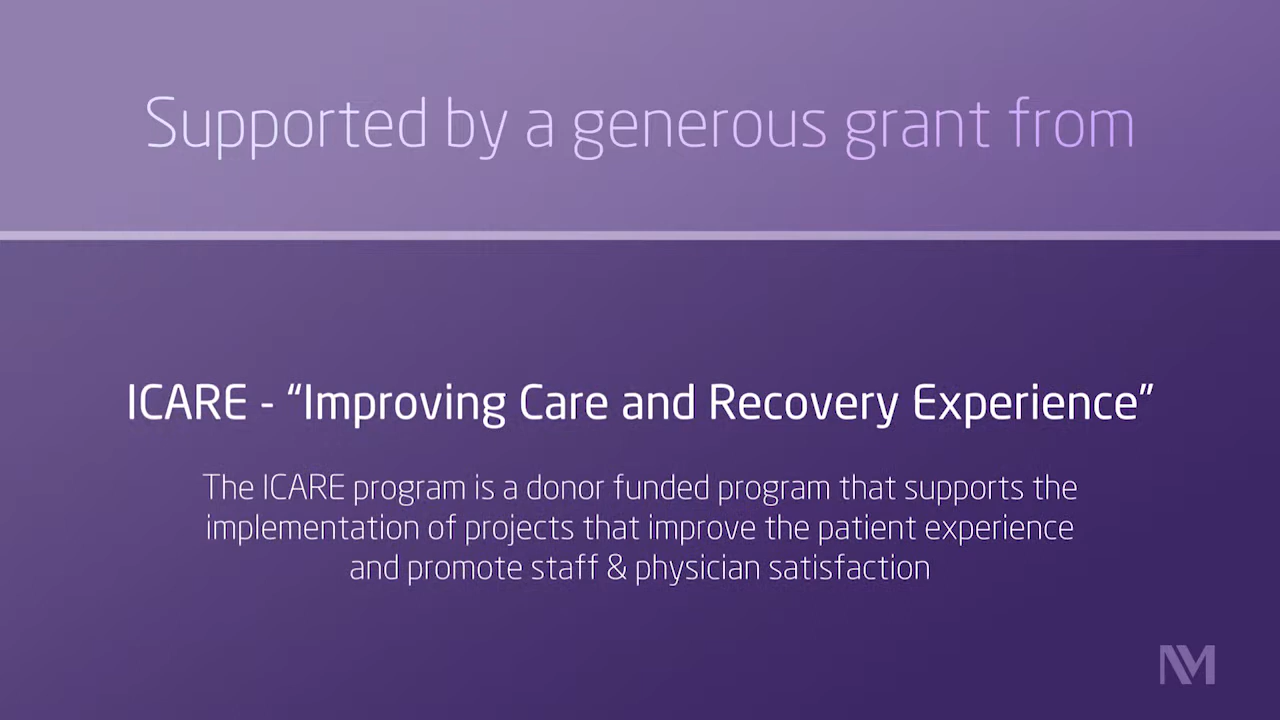 Supported by a generous grant from
ICARE - “Improving Care and Recovery Experience”
The ICARE program is a donor funded program that supports the
implementation of projects that improve the patient experience
and promote staff & physician satisfaction
NM